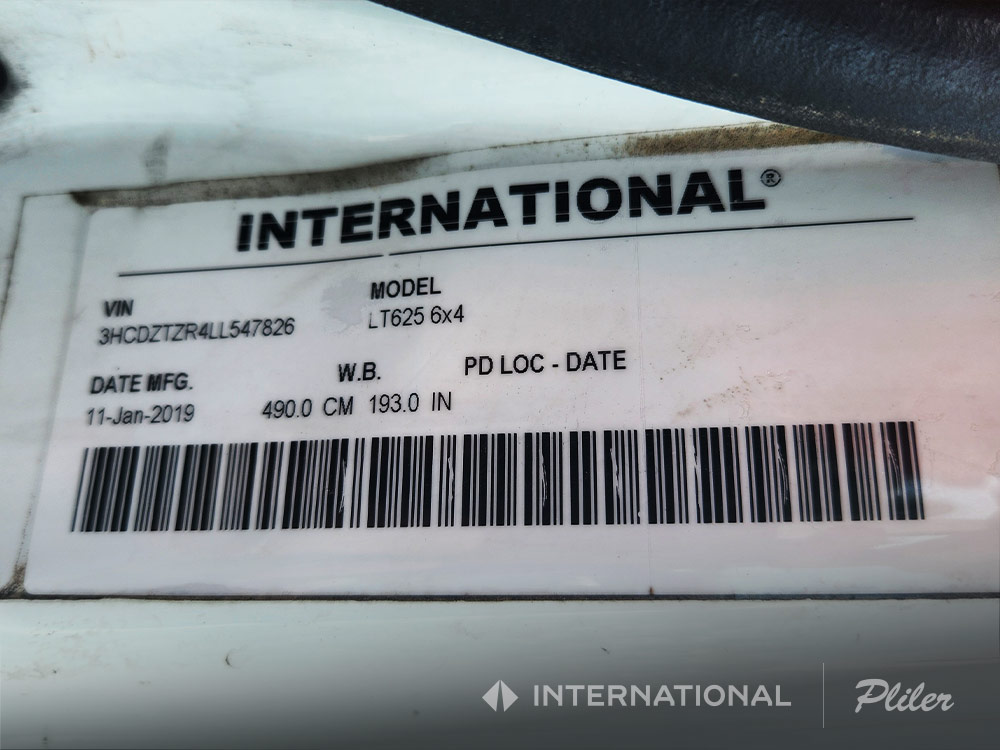 INTERNATIONAL®
VIN
MODEL
3HCDZTZR4LL547826
LT625 6x4
DATE MFG.
W.B.
PD LOC - DATE
11-Jan-2019
490.0 CM 193.0 IN
INTERNATIONAL
Pliler